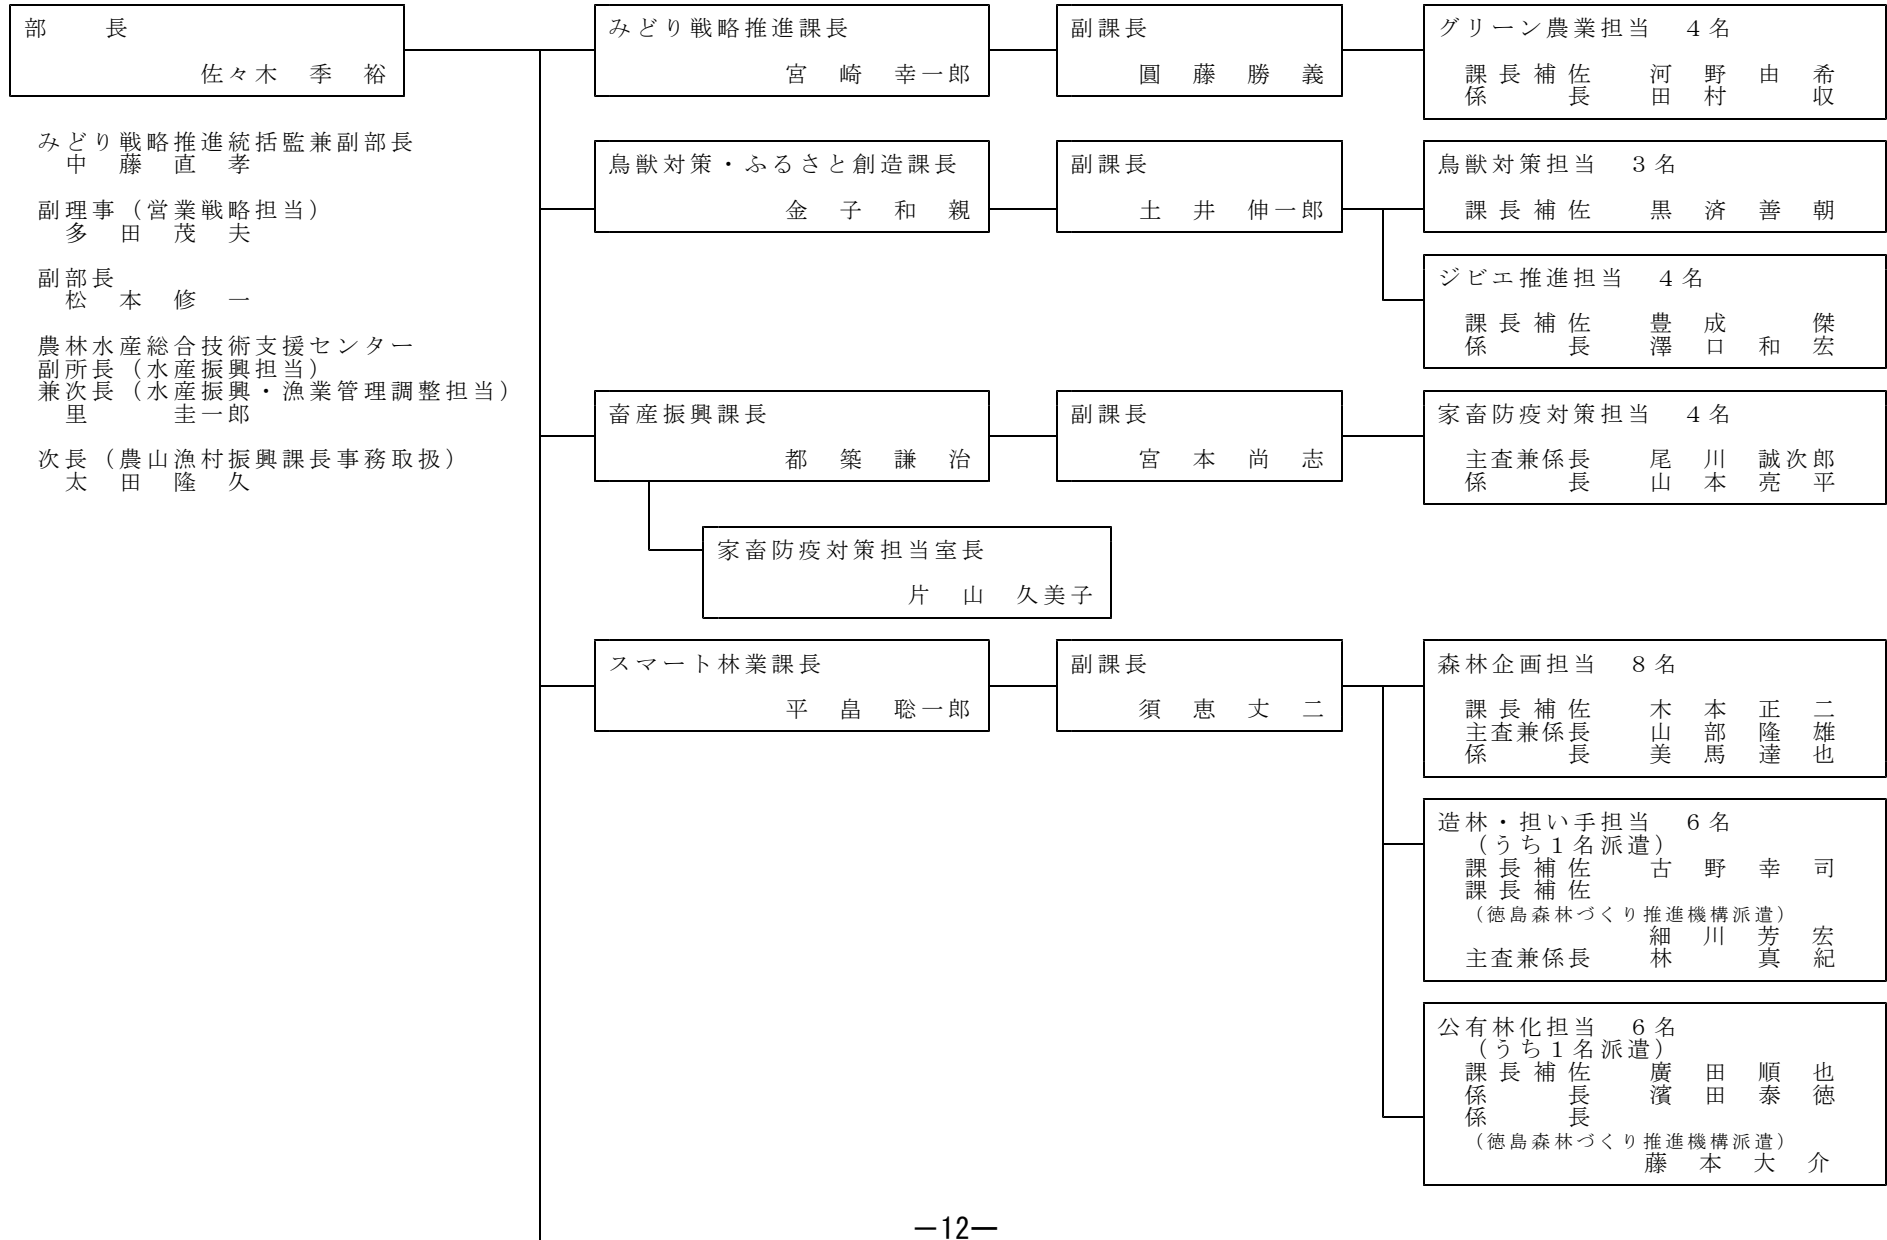 部　　長
佐々木　季　裕
みどり戦略推進統括監兼副部長
中　藤　直　孝
副理事（営業戦略担当）
多　田　茂　夫
副部長
松　本　修　一
農林水産総合技術支援センター
副所長（水産振興担当）
兼次長（水産振興・漁業管理調整担当）
里　　　圭一郎
次長（農山漁村振興課長事務取扱）
太　田　隆　久
みどり戦略推進課長
宮　崎　幸一郎
副課長
圓　藤　勝　義
グリーン農業担当　４名
課長補佐　河　野　由　希
係　　長　田　村　　　収
鳥獣対策・ふるさと創造課長
金　子　和　親
副課長
土　井　伸一郎
鳥獣対策担当　３名
課長補佐　黒　済　善　朝
ジビエ推進担当　４名
課長補佐　豊　成　　　傑
係　　長　澤　口　和　宏
畜産振興課長
都　築　謙　治
副課長
宮　本　尚　志
家畜防疫対策担当　４名
主査兼係長　尾　川　誠次郎
係　　長　山　本　亮　平
家畜防疫対策担当室長
片　山　久美子
スマート林業課長
平　畠　聡一郎
副課長
須　恵　丈　二
森林企画担当　８名
課長補佐　木　本　正　二
主査兼係長　山　部　隆　雄
係　　長　美　馬　達　也
造林・担い手担当　６名
（うち１名派遣）
課長補佐　古　野　幸　司
課長補佐
（徳島森林づくり推進機構派遣）
細　川　芳　宏
主査兼係長　林　　　真　紀
公有林化担当　６名
（うち１名派遣）
課長補佐　廣　田　順　也
係　　長　濱　田　泰　徳
係　　長
（徳島森林づくり推進機構派遣）
藤　本　大　介
－12－